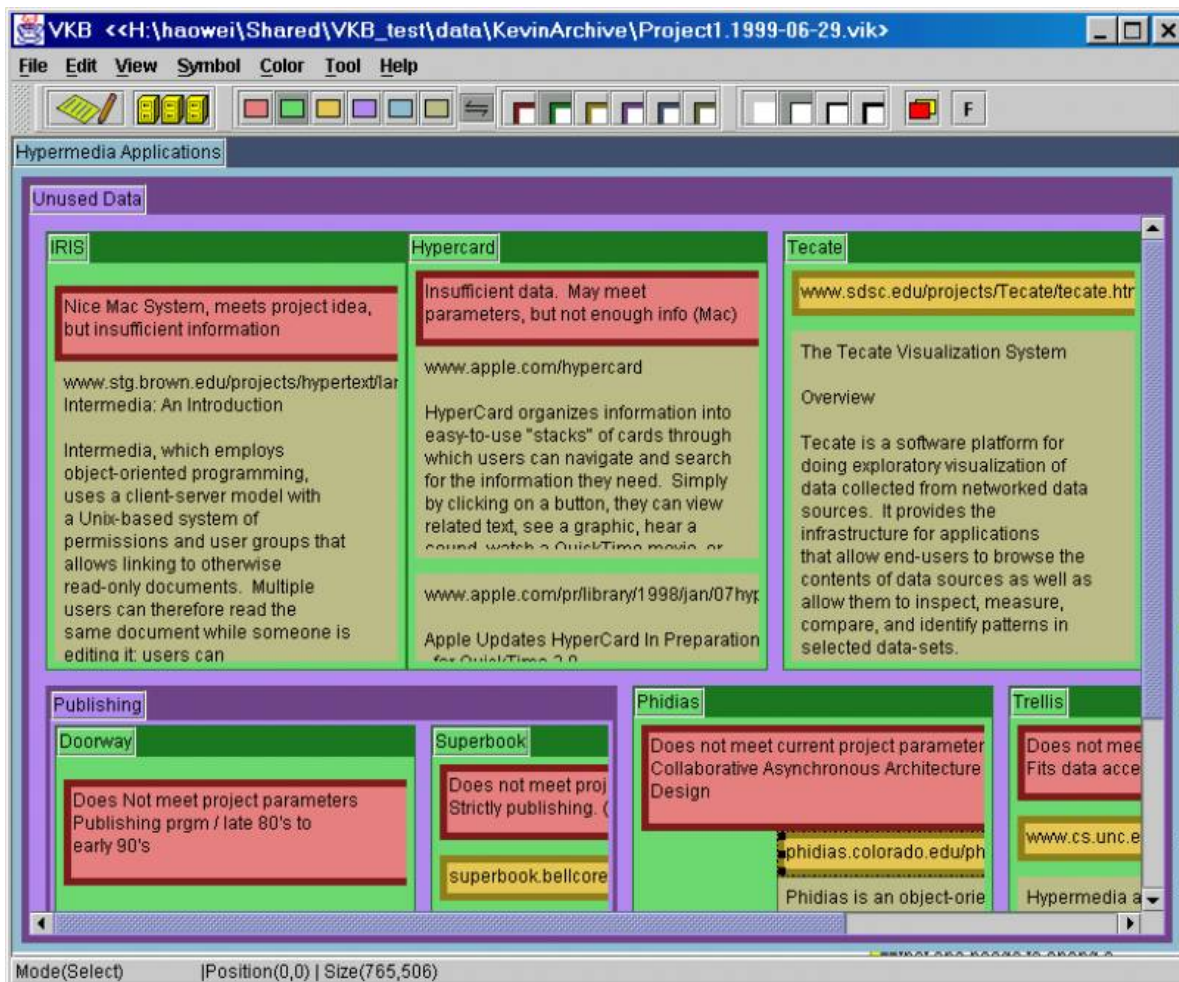 VKB <<H:\haowei\Shared\VKB_test\data\KevinArchive\Project1.1999-06-29.vik>
File Edit View Symbol Color Tool Help
F
Hypermedia Applications
Unused Data
IRIS
Nice Mac System, meets project idea,
but insufficient information
www.stg.brown.edu/projects/hypertext/lar
Intermedia: An Introduction
Intermedia, which employs
object-oriented programming,
uses a client-server model with
a Unix-based system of
permissions and user groups that
allows linking to otherwise
read-only documents. Multiple
users can therefore read the
same document while someone is
editing it; users can
Hypercard
Insufficient data. May meet
parameters, but not enough info (Mac)
www.apple.com/hypercard
HyperCard organizes information into
easy-to-use "stacks" of cards through
which users can navigate and search
for the information they need. Simply
by clicking on a button, they can view
related text, see a graphic, hear a
sound, watch a QuickTime movie, or
www.apple.com/pr/library/1998/jan/07hyp
Apple Updates HyperCard In Preparation
for QuickTime 3.0
Tecate
www.sdsc.edu/projects/Tecate/tecate.htm
The Tecate Visualization System
Overview
Tecate is a software platform for
doing exploratory visualization of
data collected from networked data
sources. It provides the
infrastructure for applications
that allow end-users to browse the
contents of data sources as well as
allow them to inspect, measure,
compare, and identify patterns in
selected data-sets.
Publishing
Doorway
Does Not meet project parameters
Publishing prgm / late 80's to
early 90's
Superbook
Does not meet proj
Strictly publishing. (
superbook.bellcore
Phidias
Does not meet current project parameter
Collaborative Asynchronous Architecture
Design
phidias.colorado.edu/ph
Phidias is an object-orie
Trellis
Does not mee
Fits data acce
www.cs.unc.e
Hypermedia a
Mode(Select) |Position(0,0) | Size(765,506)